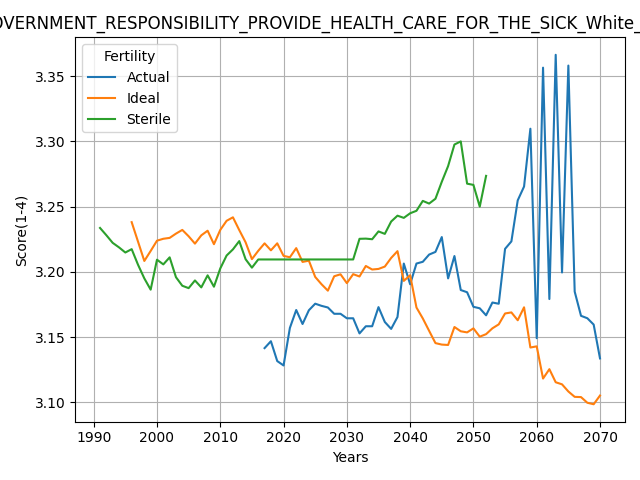 OVERNMENT_RESPONSIBILITY_PROVIDE_HEALTH_CARE_FOR_THE_SICK_White_
Fertility
Actual
Ideal
Sterile
Score(1-4)
3.35
3.30
3.25
3.20
3.15
3.10
1990 2000 2010 2020 2030 2040 2050 2060 2070
Years